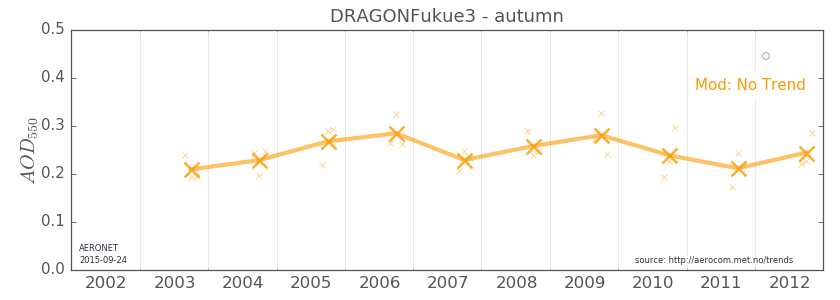 DRAGONFukue3 - autumn
0.5
0.4
0.3
0.2
0.1
0.0
AOD550
Mod: No Trend
AERONET
2015-09-24
source: http://aerocom.met.no/trends
2002 2003 2004 2005 2006 2007 2008 2009 2010 2011 2012